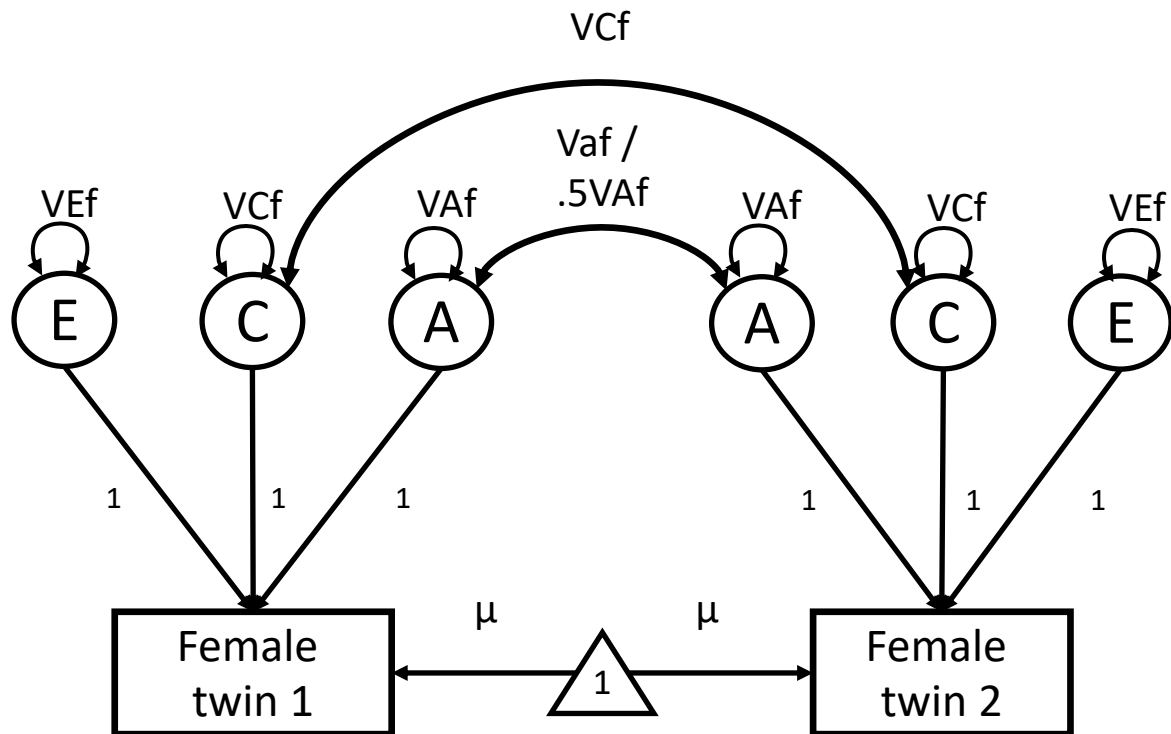 VCf
Vaf /
.5VAf
VEf VCf VAf VAf VCf VEf
E C A A C E
1 1 1 1 1 1
μ μ
Female
twin 1
1
Female
twin 2